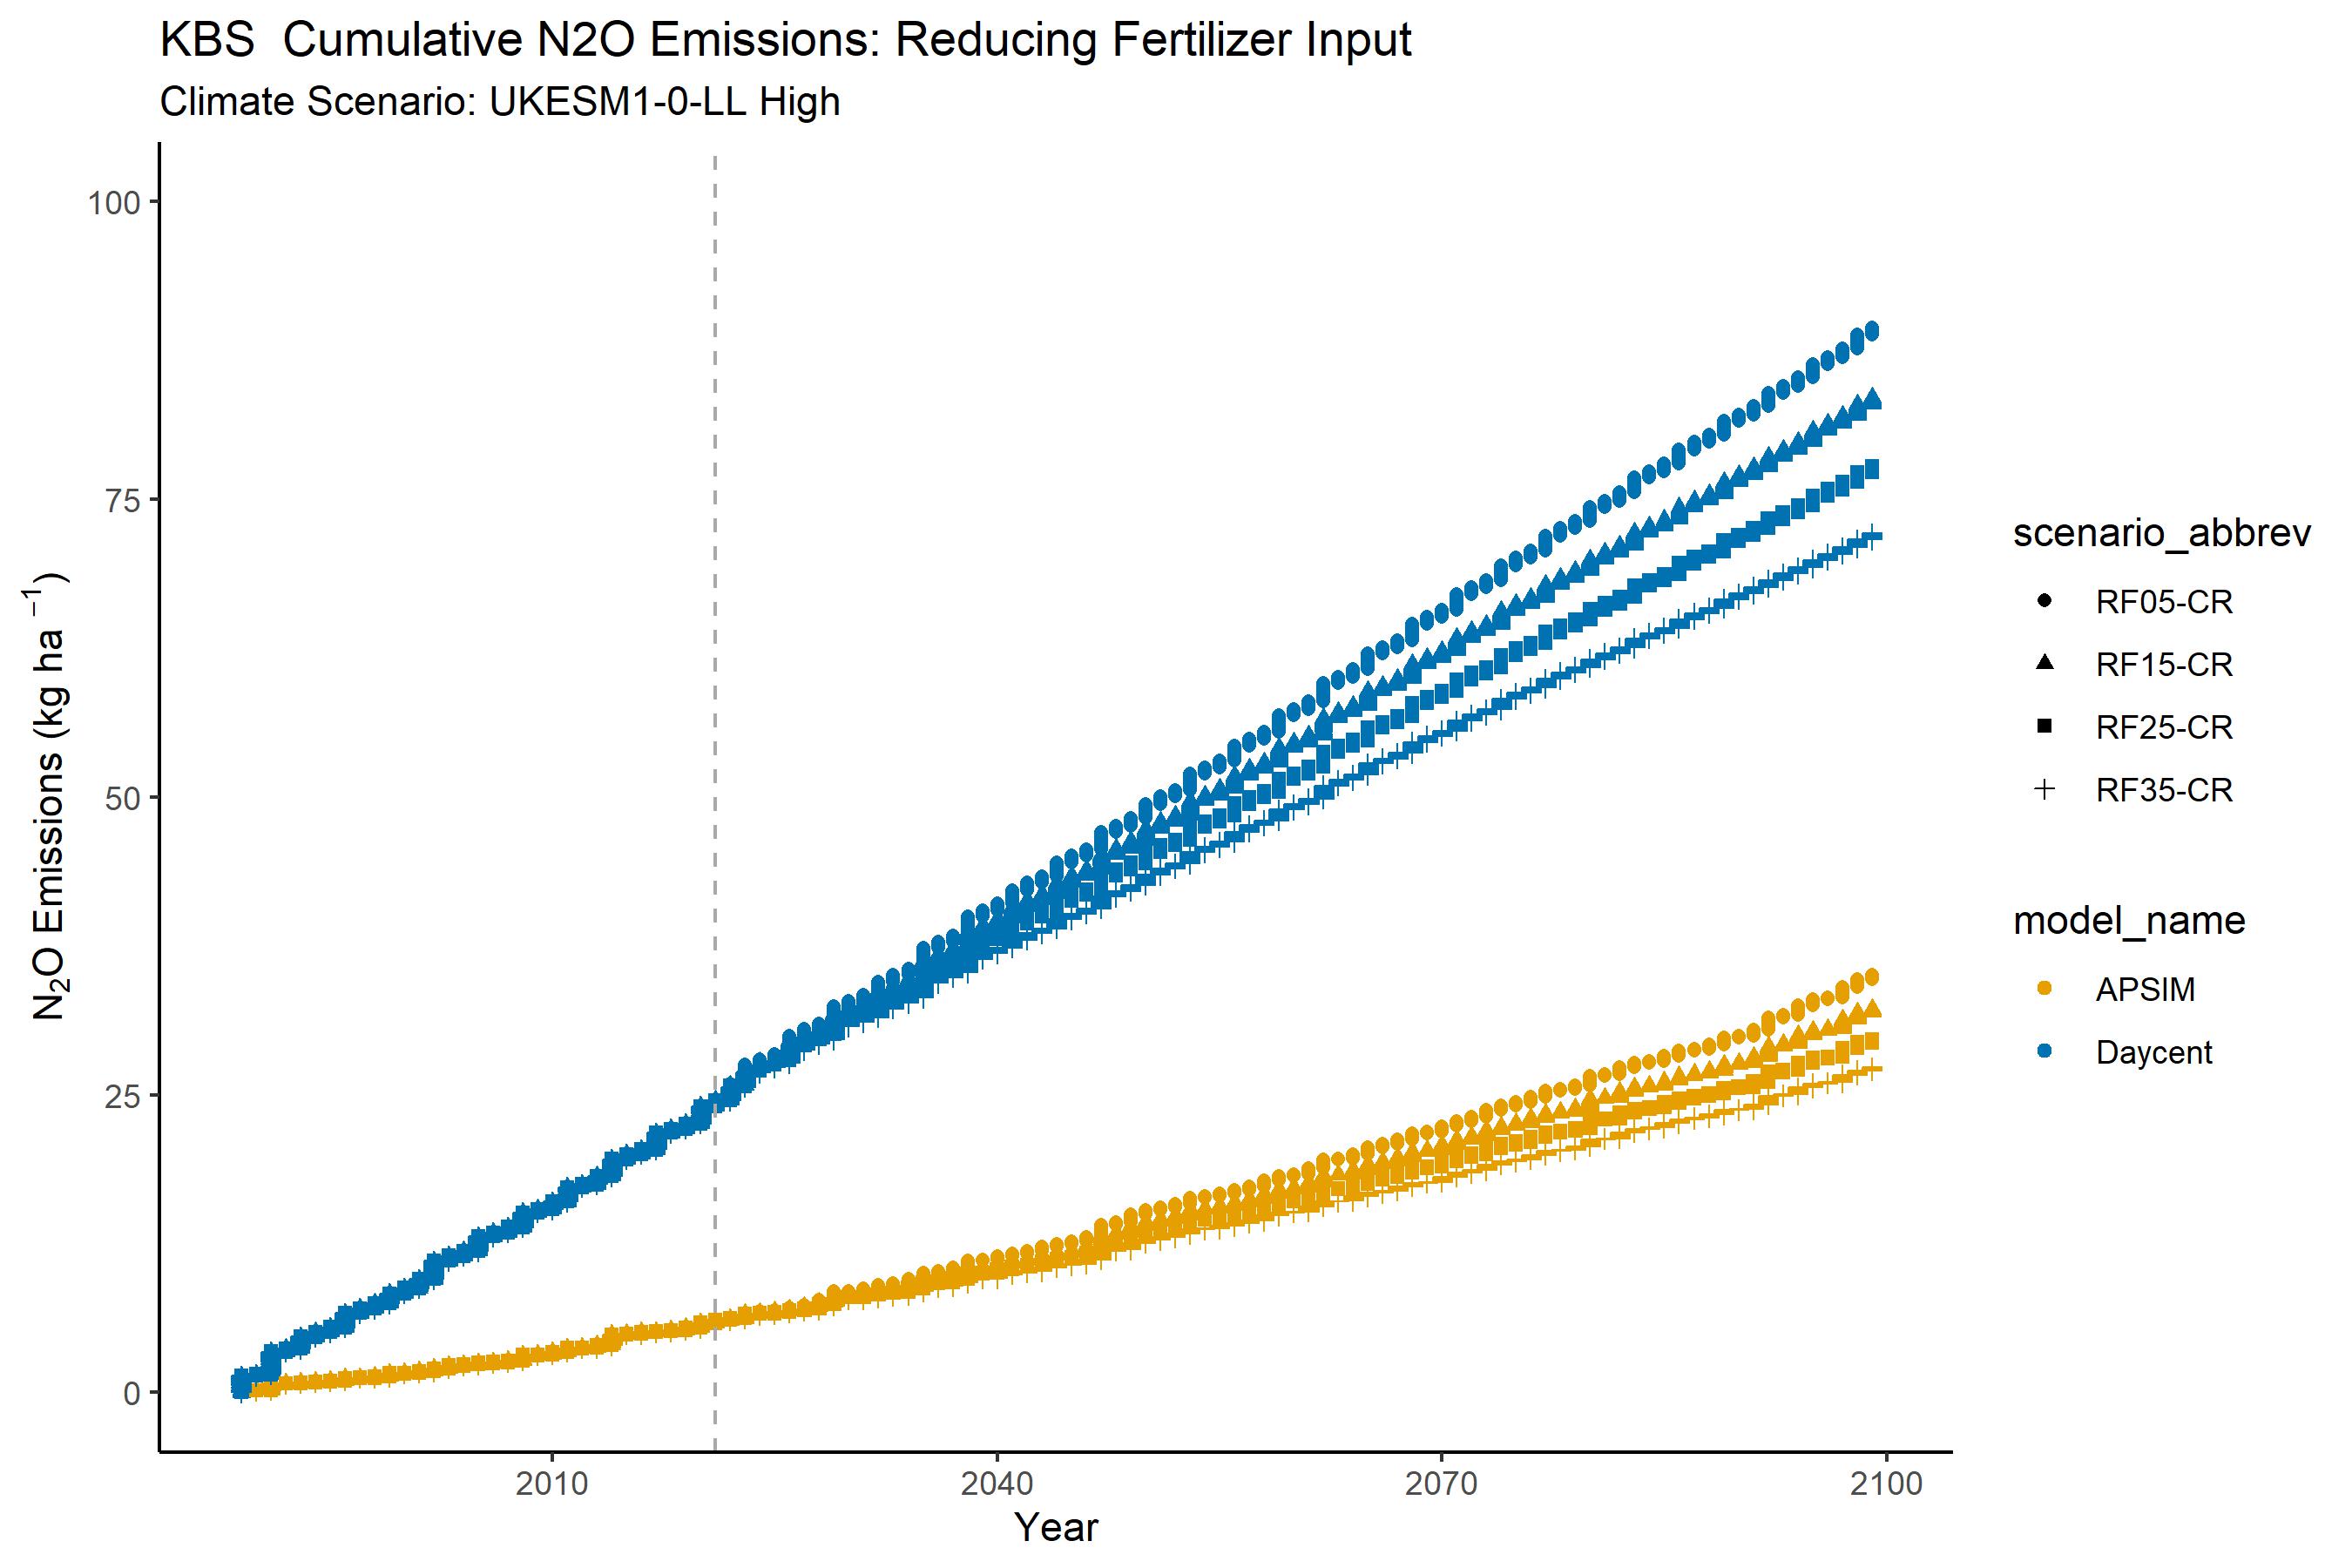 KBS  Cumulative N2O Emissions: Reducing Fertilizer Input
Climate Scenario: UKESM1-0-LL High
N₂O Emissions (kg ha ⁻¹)
100
75
50
25
0
2010
2040
2070
2100
Year
scenario_abbrev
RF05-CR
RF15-CR
RF25-CR
RF35-CR
model_name
APSIM
Daycent